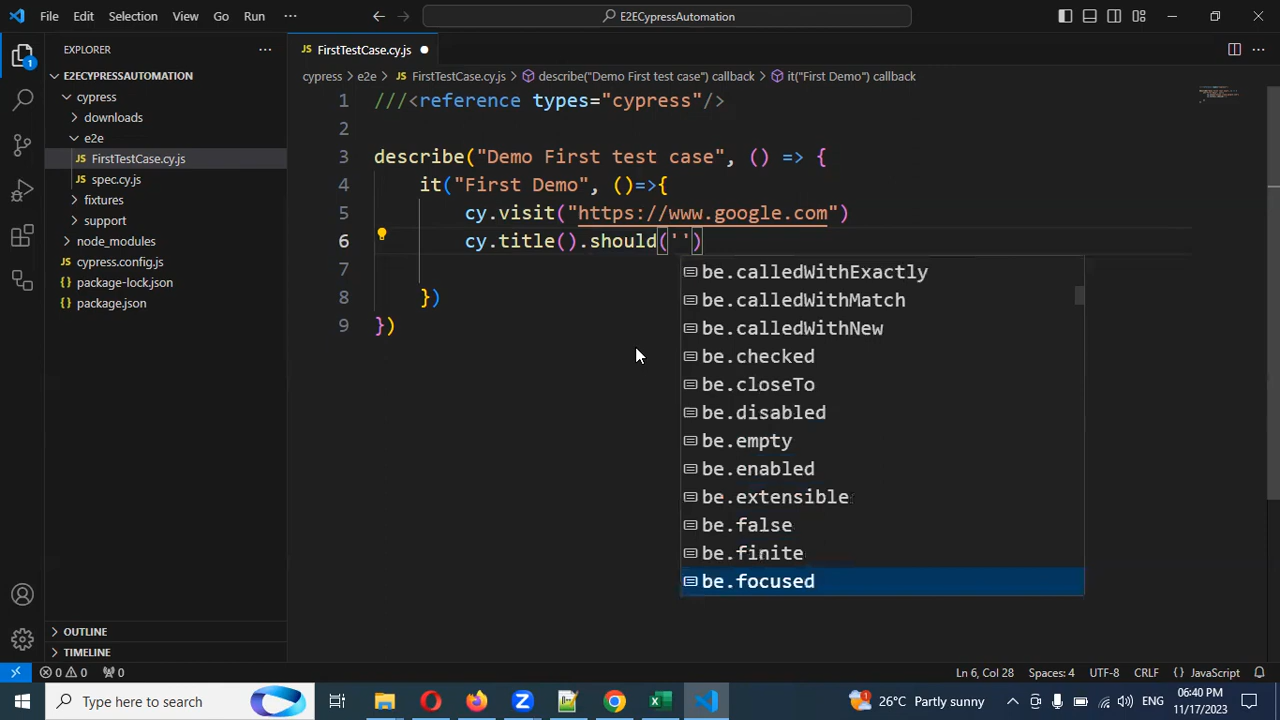 File Edit Selection View Go Run ··· E2ECypressAutomation
EXPLORER ···
E2ECYPRESSAUTOMATION
cypress
downloads
e2e
JS FirstTestCase.cy.js
JS spec.cy.js
fixtures
support
node_modules
JS cypress.config.js
package-lock.json
package.json
OUTLINE
TIMELINE
1
JS FirstTestCase.cy.js
cypress > e2e > JS FirstTestCase.cy.js > describe("Demo First test case") callback > it("First Demo") callback
1 ///<reference types="cypress"/>
2
3 describe("Demo First test case", () => {
4 it("First Demo", ()=>{
5 cy.visit("https://www.google.com")
6 cy.title().should('')
7
8 })
9 })
be.calledWithExactly
be.calledWithMatch
be.calledWithNew
be.checked
be.closeTo
be.disabled
be.empty
be.enabled
be.extensible
be.false
be.finite
be.focused
0 0 0 Ln 6, Col 28 Spaces: 4 UTF-8 CRLF {} JavaScript
Type here to search 26°C Partly sunny ENG 06:40 PM
11/17/2023